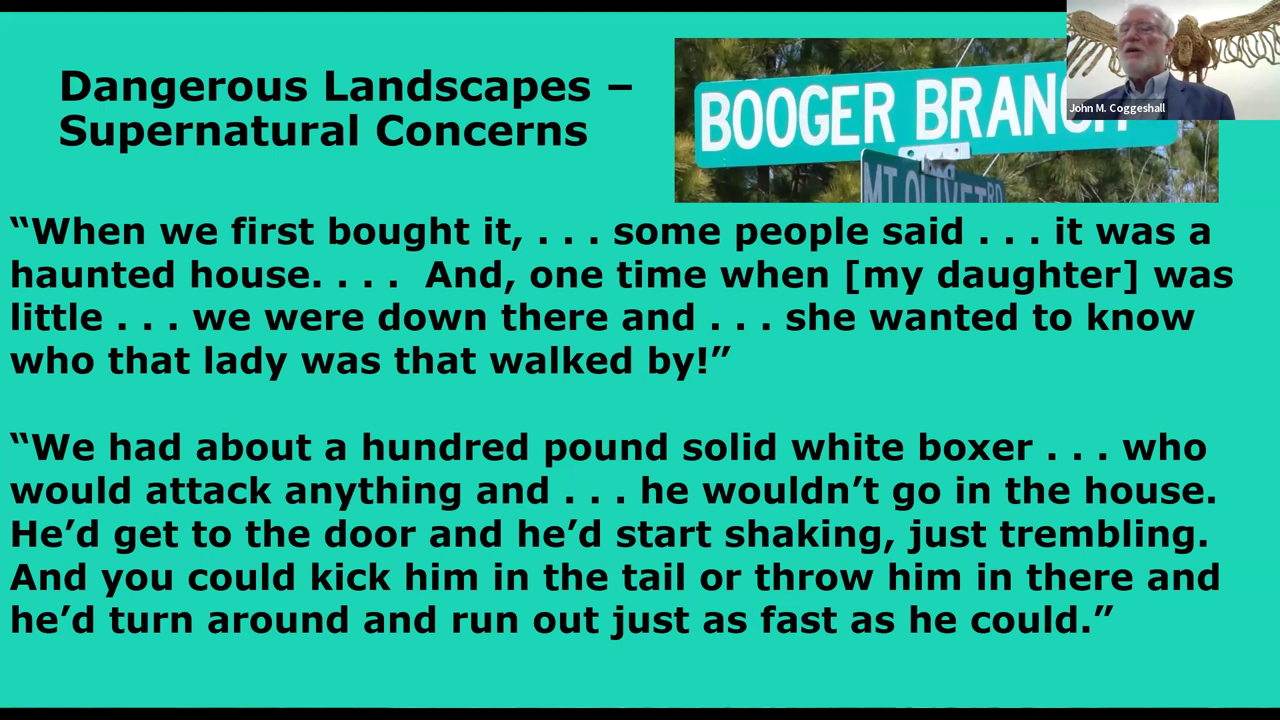 Dangerous Landscapes –
Supernatural Concerns
BOOGER BRANCH
MT OLIVET RD
John M. Coggeshall
“When we first bought it, . . . some people said . . . it was a
haunted house. . . .  And, one time when [my daughter] was
little . . . we were down there and . . . she wanted to know
who that lady was that walked by!”
“We had about a hundred pound solid white boxer . . . who
would attack anything and . . . he wouldn’t go in the house.
He’d get to the door and he’d start shaking, just trembling.
And you could kick him in the tail or throw him in there and
he’d turn around and run out just as fast as he could.”